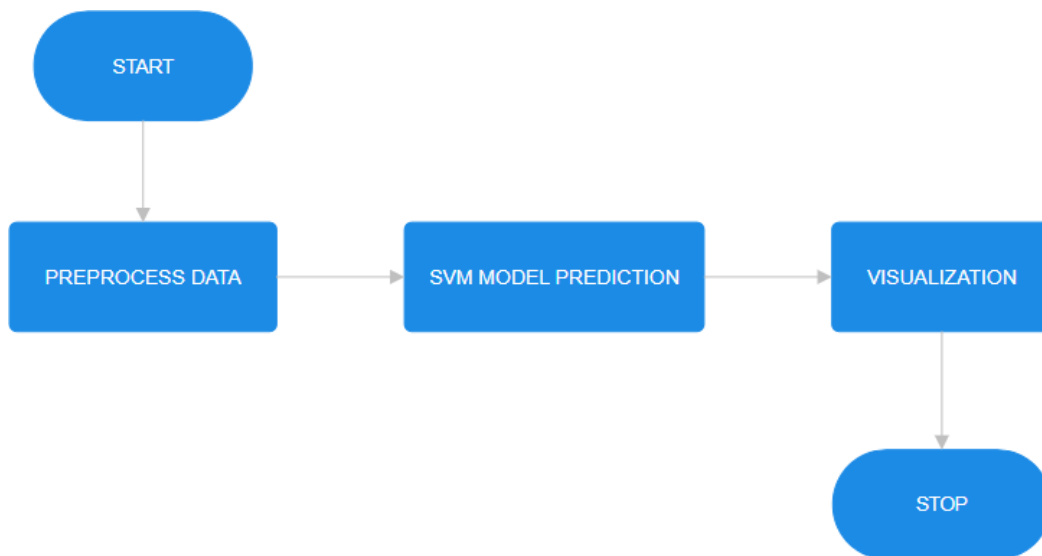 START
PREPROCESS DATA
SVM MODEL PREDICTION
VISUALIZATION
STOP